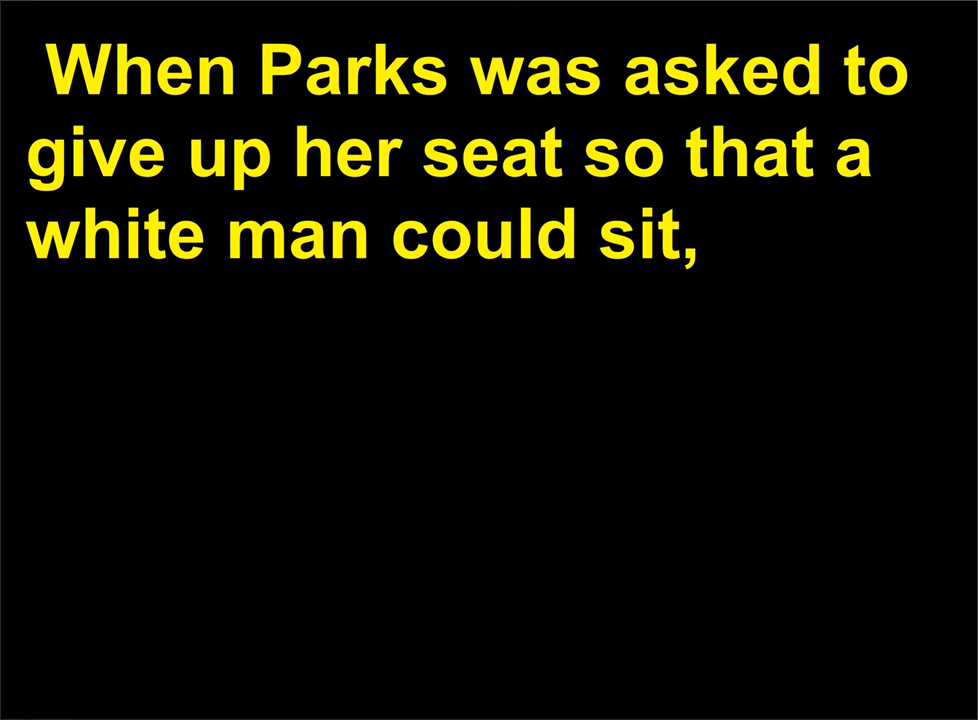 When Parks was asked to
give up her seat so that a
white man could sit,